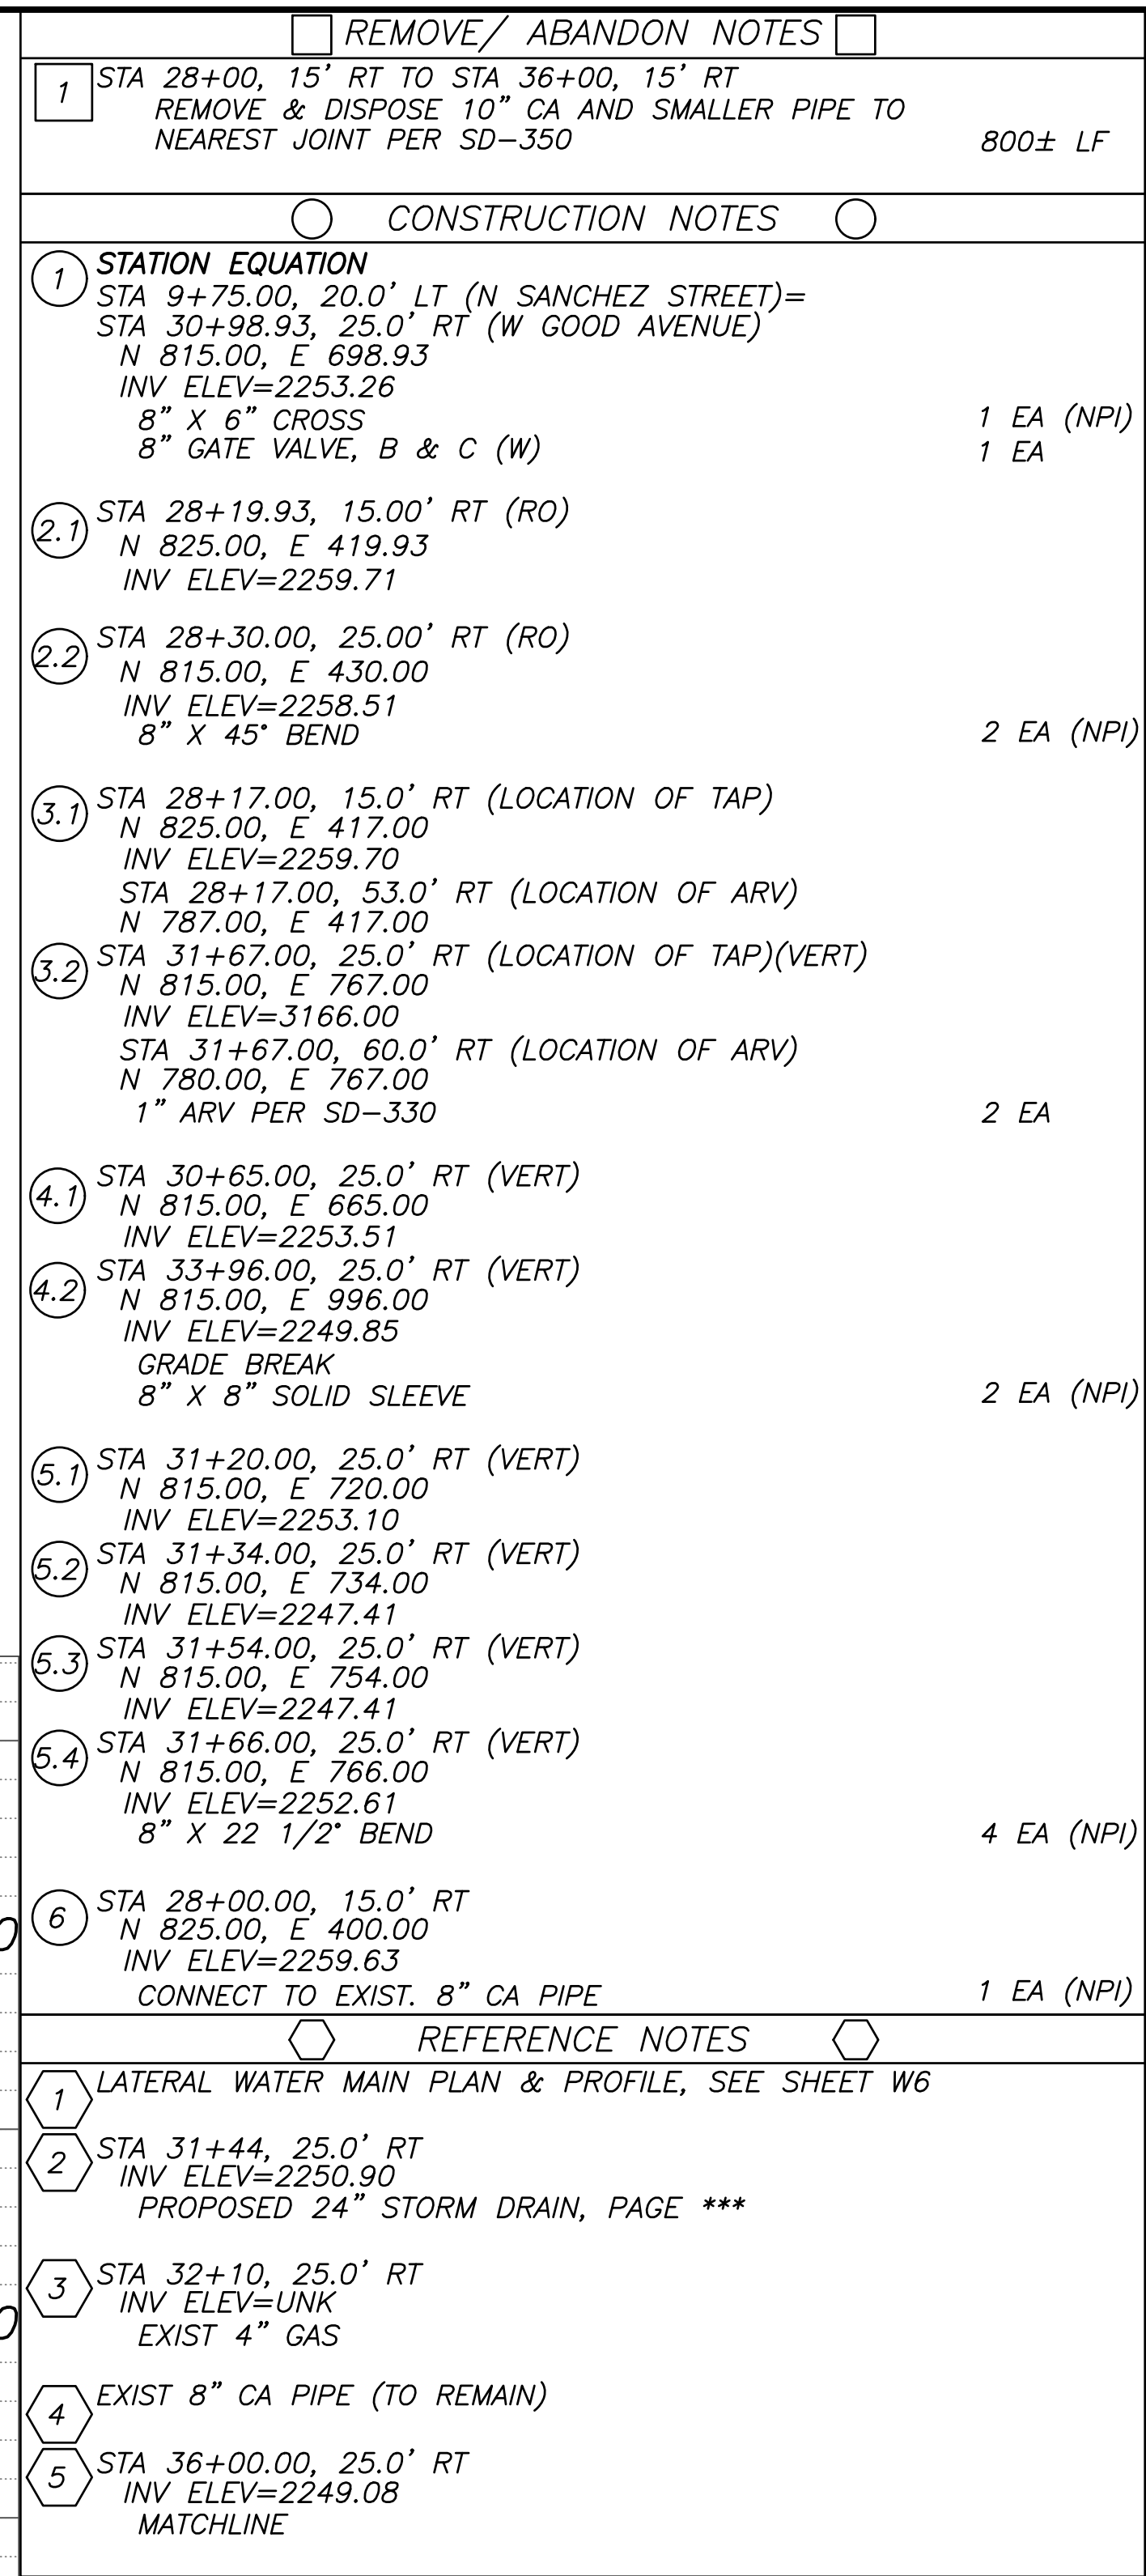 REMOVE/ ABANDON NOTES
1 STA 28+00, 15' RT TO STA 36+00, 15' RT
REMOVE & DISPOSE 10" CA AND SMALLER PIPE TO
NEAREST JOINT PER SD-350 800± LF
CONSTRUCTION NOTES
1 STATION EQUATION
STA 9+75.00, 20.0' LT (N SANCHEZ STREET)=
STA 30+98.93, 25.0' RT (W GOOD AVENUE)
N 815.00, E 698.93
INV ELEV=2253.26
8" X 6" CROSS 1 EA (NPI)
8" GATE VALVE, B & C (W) 1 EA
2.1 STA 28+19.93, 15.00' RT (RO)
N 825.00, E 419.93
INV ELEV=2259.71
2.2 STA 28+30.00, 25.00' RT (RO)
N 815.00, E 430.00
INV ELEV=2258.51
8" X 45° BEND 2 EA (NPI)
3.1 STA 28+17.00, 15.0' RT (LOCATION OF TAP)
N 825.00, E 417.00
INV ELEV=2259.70
STA 28+17.00, 53.0' RT (LOCATION OF ARV)
N 787.00, E 417.00
3.2 STA 31+67.00, 25.0' RT (LOCATION OF TAP)(VERT)
N 815.00, E 767.00
INV ELEV=3166.00
STA 31+67.00, 60.0' RT (LOCATION OF ARV)
N 780.00, E 767.00
1" ARV PER SD-330 2 EA
4.1 STA 30+65.00, 25.0' RT (VERT)
N 815.00, E 665.00
INV ELEV=2253.51
4.2 STA 33+96.00, 25.0' RT (VERT)
N 815.00, E 996.00
INV ELEV=2249.85
GRADE BREAK
8" X 8" SOLID SLEEVE 2 EA (NPI)
5.1 STA 31+20.00, 25.0' RT (VERT)
N 815.00, E 720.00
INV ELEV=2253.10
5.2 STA 31+34.00, 25.0' RT (VERT)
N 815.00, E 734.00
INV ELEV=2247.41
5.3 STA 31+54.00, 25.0' RT (VERT)
N 815.00, E 754.00
INV ELEV=2247.41
5.4 STA 31+66.00, 25.0' RT (VERT)
N 815.00, E 766.00
INV ELEV=2252.61
8" X 22 1/2° BEND 4 EA (NPI)
6 STA 28+00.00, 15.0' RT
N 825.00, E 400.00
INV ELEV=2259.63
CONNECT TO EXIST. 8" CA PIPE 1 EA (NPI)
REFERENCE NOTES
1 LATERAL WATER MAIN PLAN & PROFILE, SEE SHEET W6
2 STA 31+44, 25.0' RT
INV ELEV=2250.90
PROPOSED 24" STORM DRAIN, PAGE ***
3 STA 32+10, 25.0' RT
INV ELEV=UNK
EXIST 4" GAS
4 EXIST 8" CA PIPE (TO REMAIN)
5 STA 36+00.00, 25.0' RT
INV ELEV=2249.08
MATCHLINE